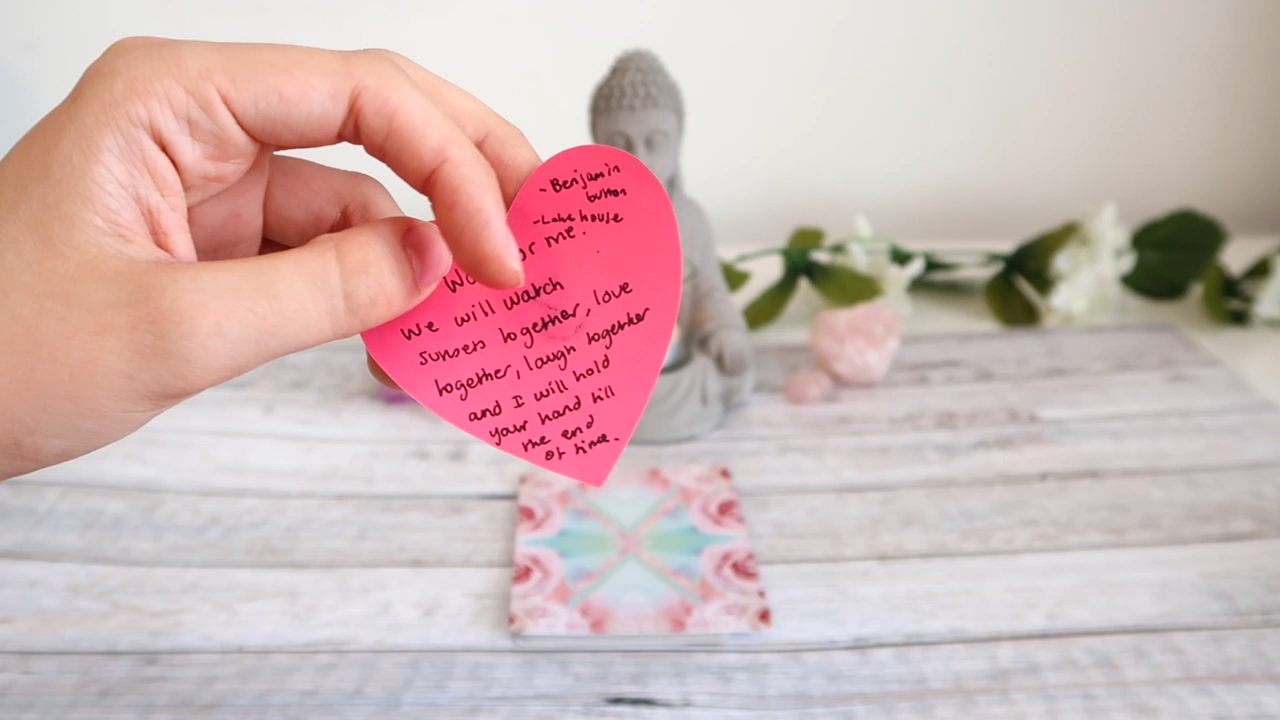 - Benjamin
button
- Lake house
or me.
We will watch
sunsets together, love
together, laugh together
and I will hold
your hand till
the end
of time.